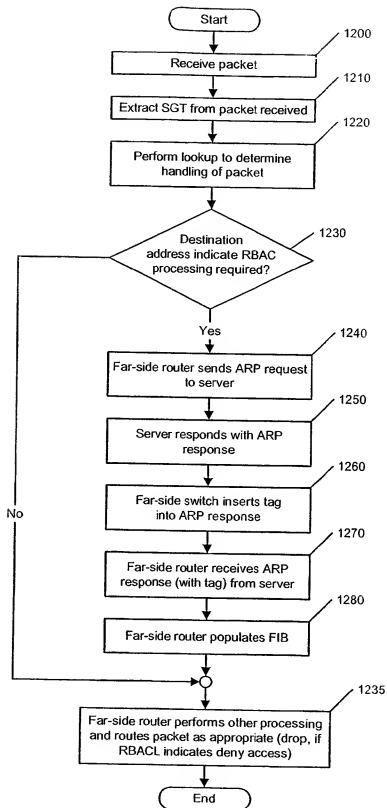 Start
1200
Receive packet
1210
Extract SGT from packet received
1220
Perform lookup to determine
handling of packet
1230
Destination
address indicate RBAC
processing required?
Yes
1240
Far-side router sends ARP request
to server
1250
Server responds with ARP
response
1260
Far-side switch inserts tag
into ARP response
No
1270
Far-side router receives ARP
response (with tag) from server
1280
Far-side router populates FIB
1235
Far-side router performs other processing
and routes packet as appropriate (drop, if
RBACL indicates deny access)
End